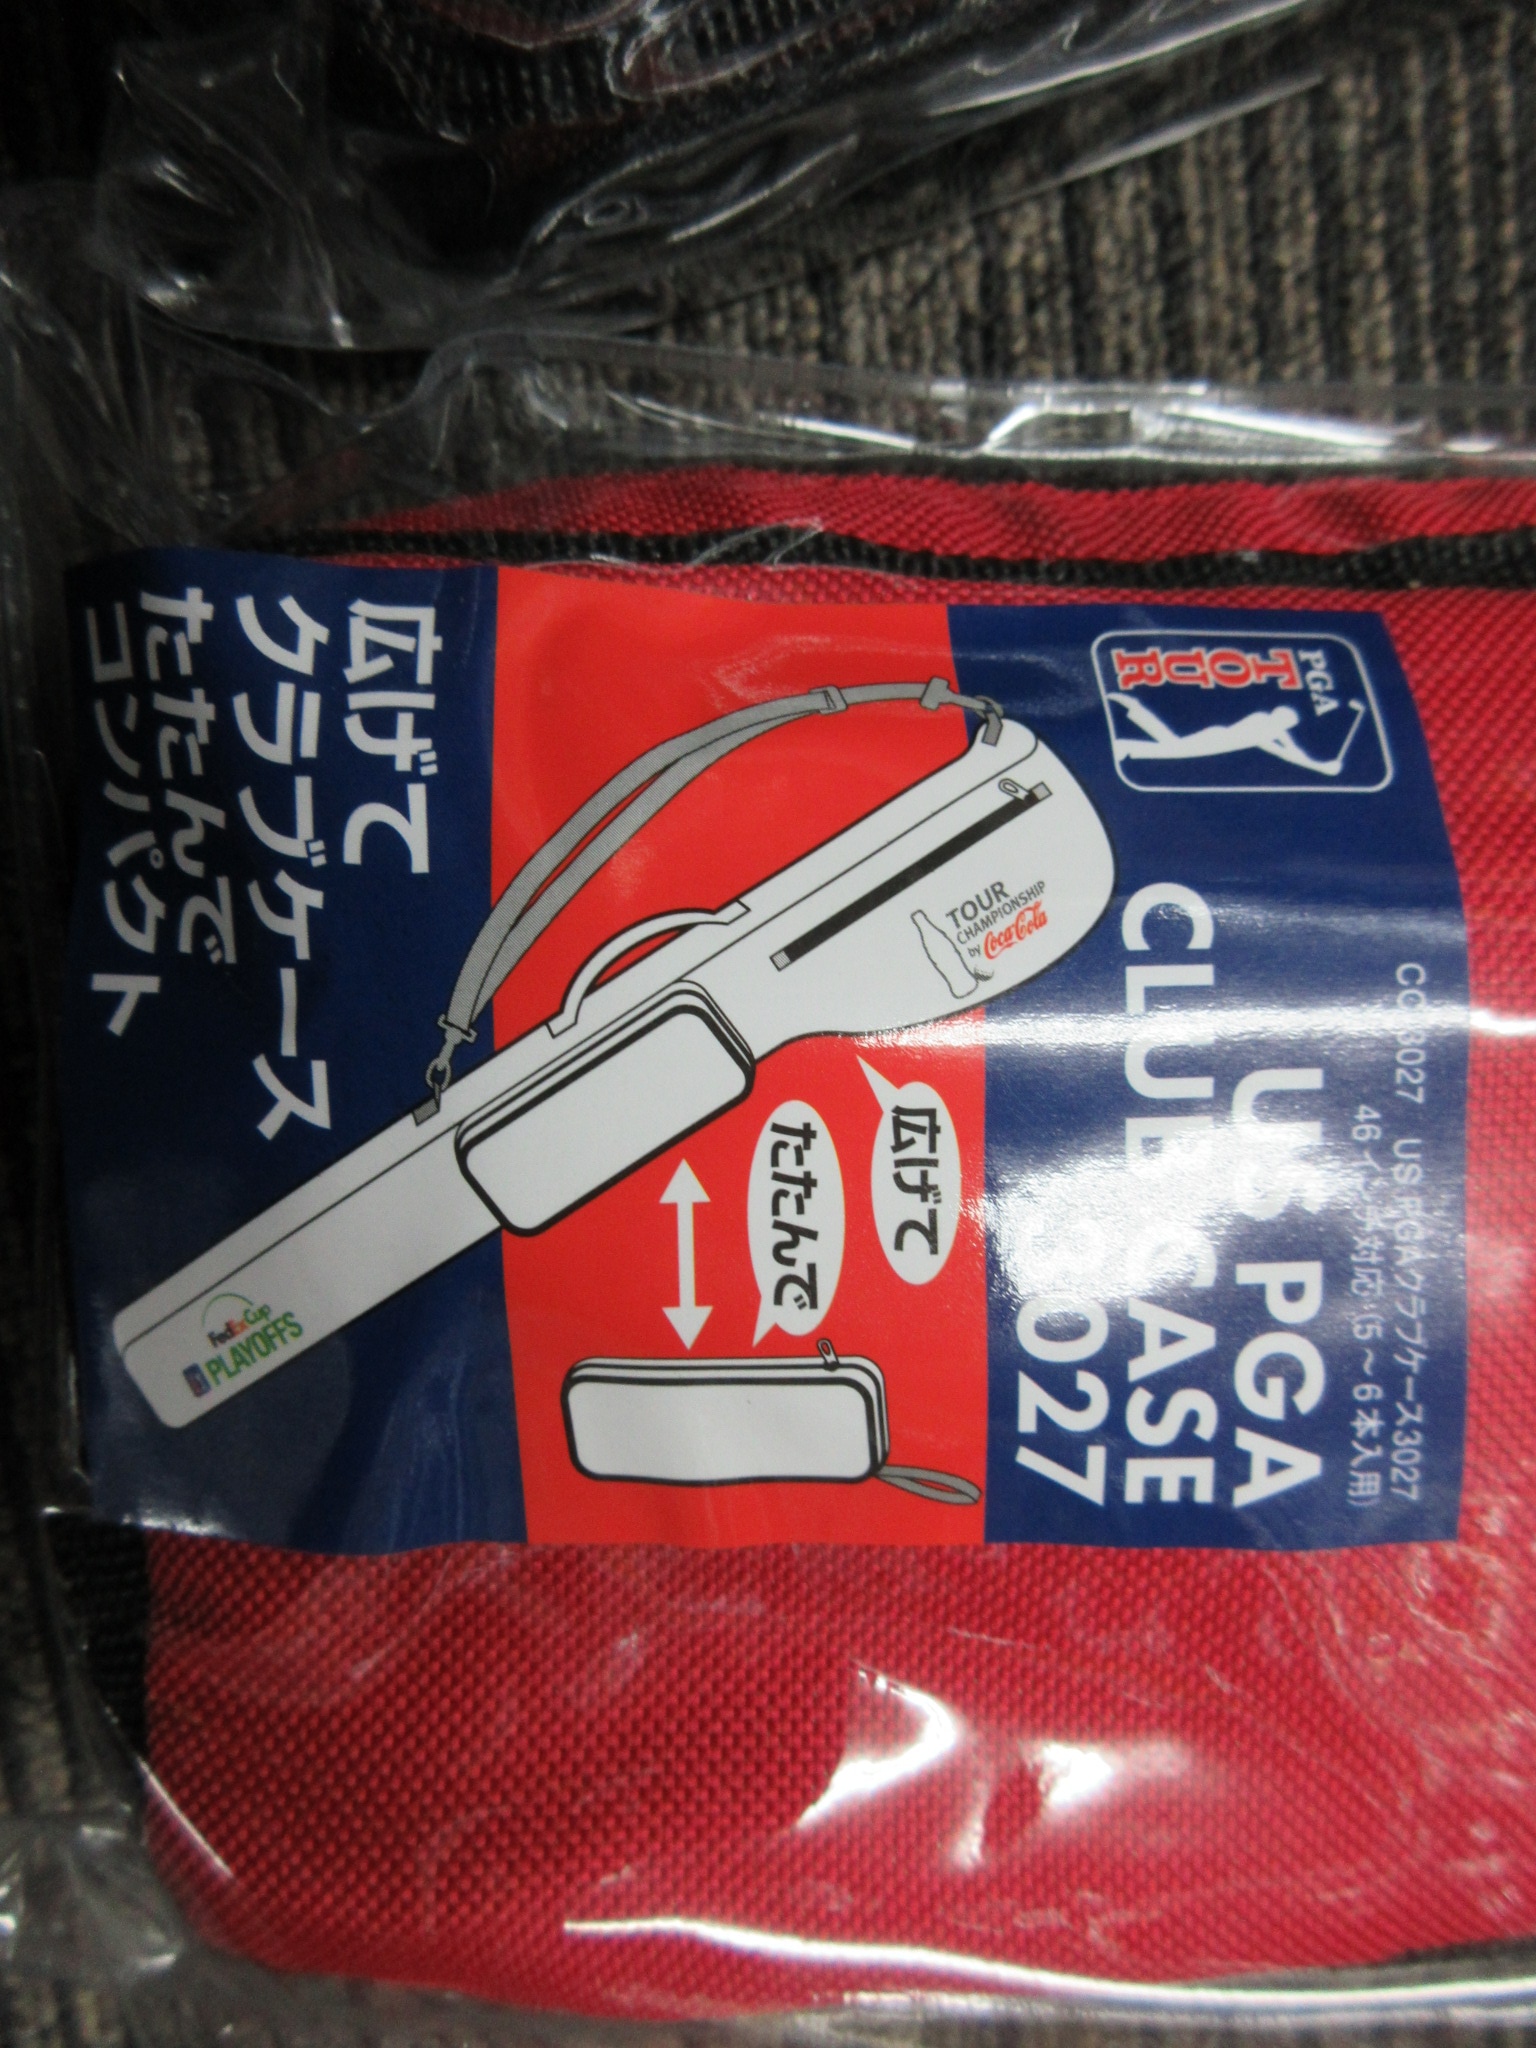 PGA
TOUR
CC-3027 US PGAクラブケース3027
46インチ対応(5~6本入用)
US PGA
CLUB CASE
3027
広げて
たたんで
TOUR
CHAMPIONSHIP
by Coca-Cola
FedExCup
PLAYOFFS
広げて
クラブケース
たたんで
コンパクト